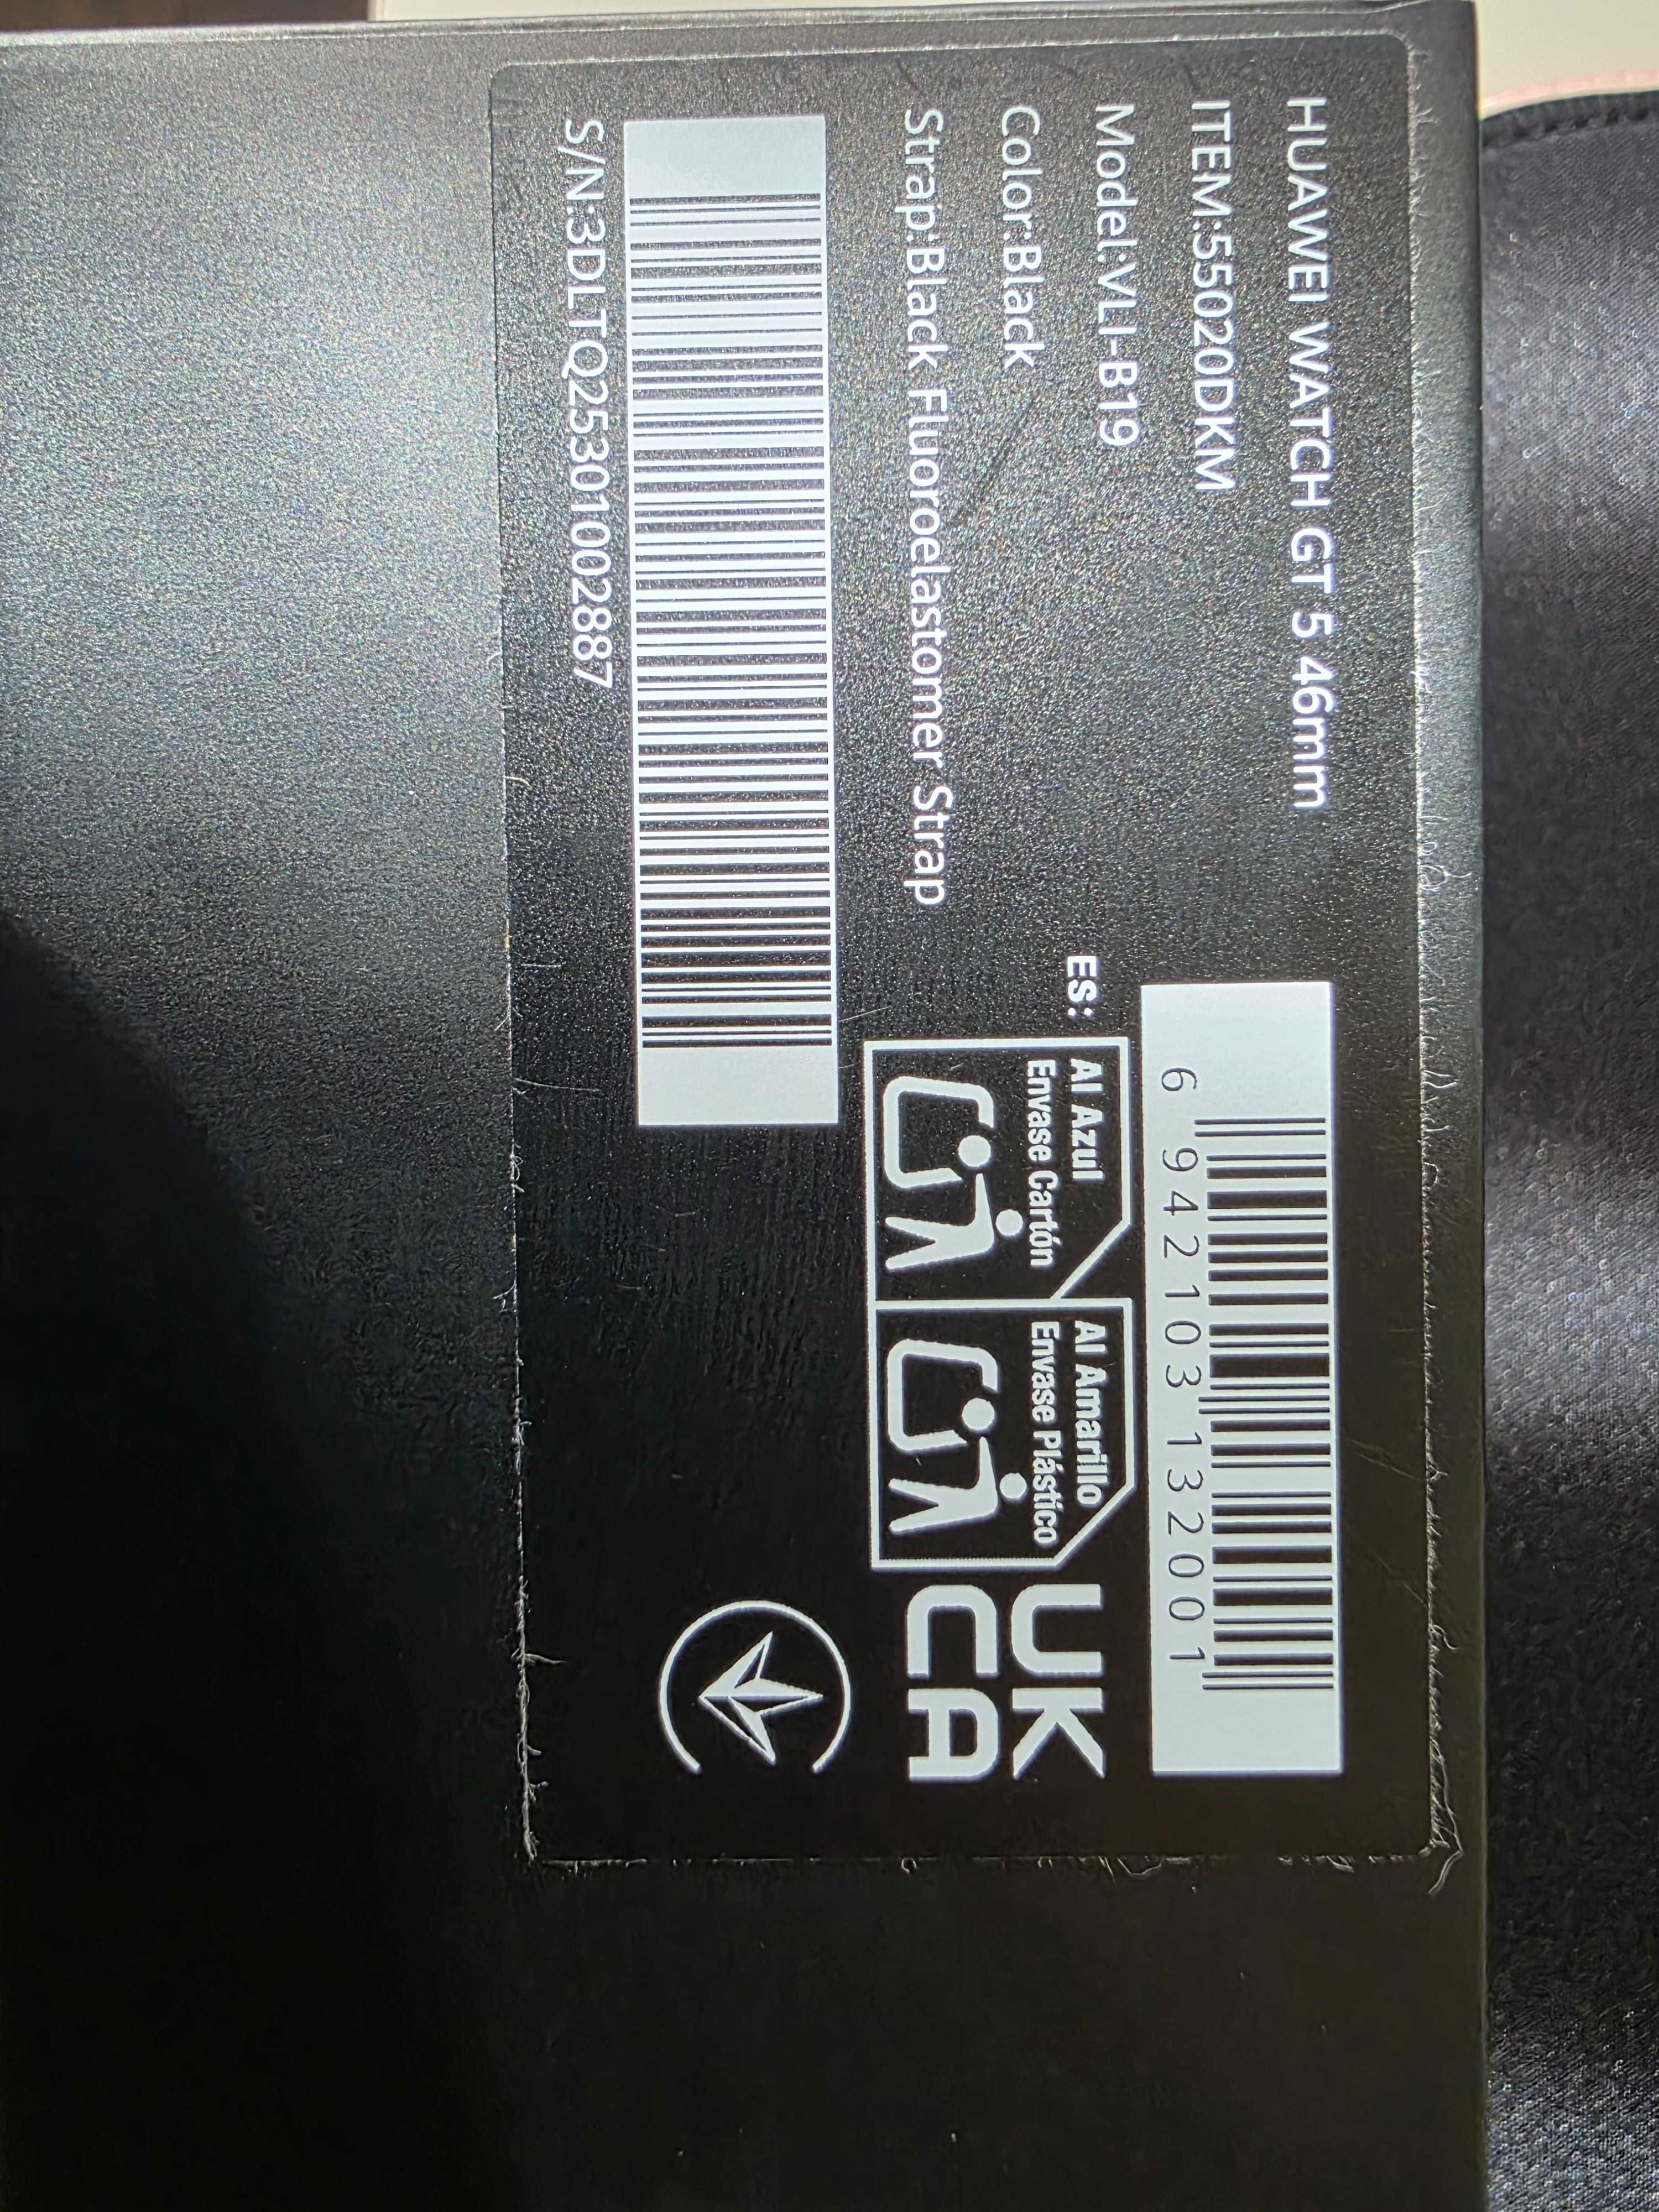 HUAWEI WATCH GT 5 46mm
ITEM:55020DKM
Model:VLI-B19
Color:Black
Strap:Black Fluoroelastomer Strap
S/N:3DLTQ25301002887
6 942103 132001
ES:
Al Azul
Envase Cartón
Al Amarillo
Envase Plástico
UK
CA